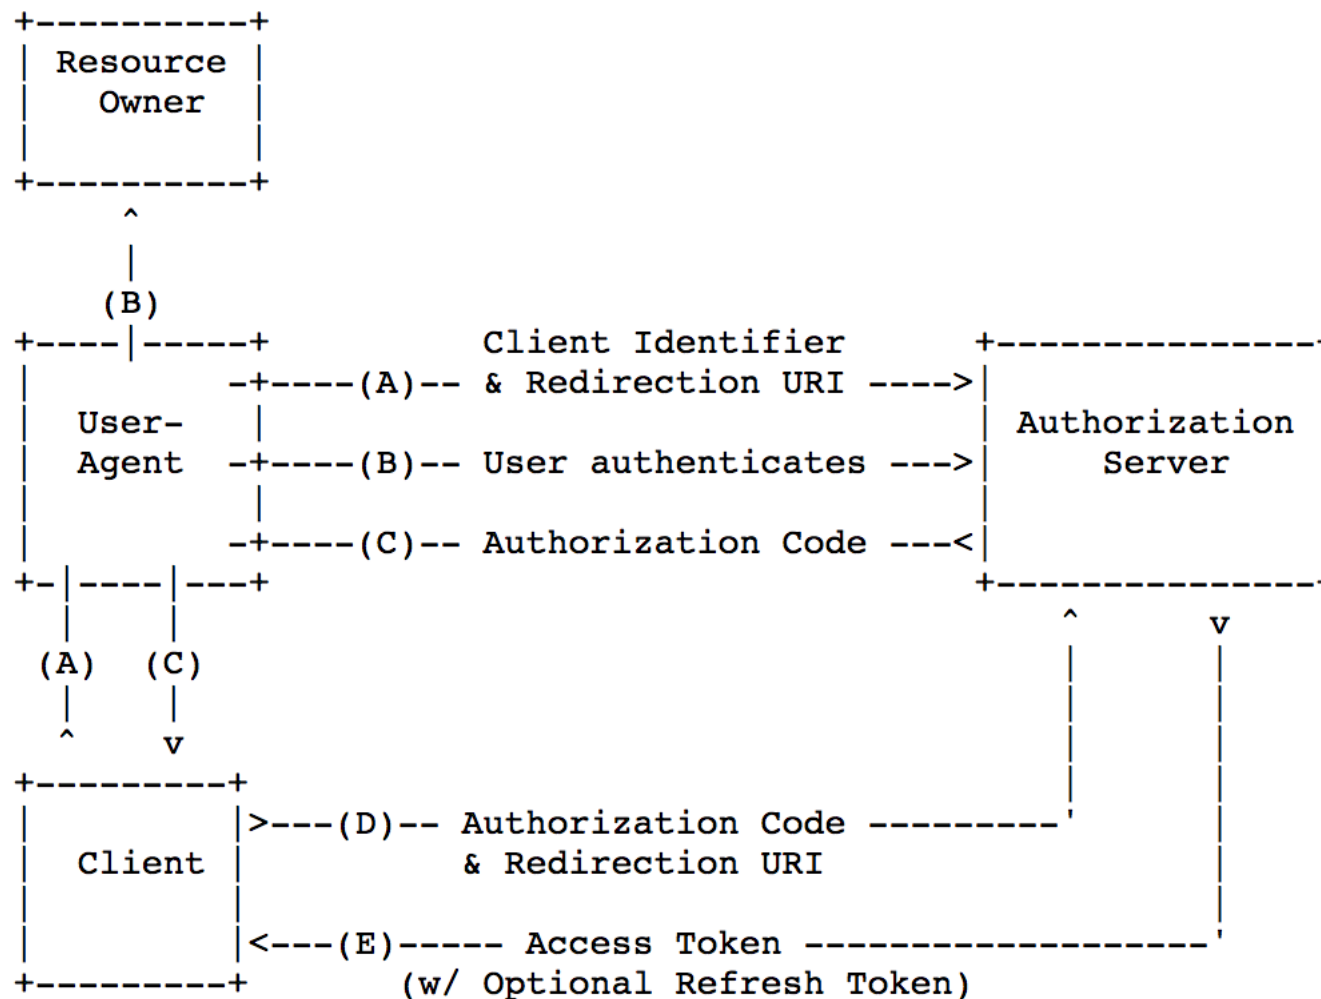 +----------+
| Resource |
|   Owner  |
|          |
+----------+
     ^
     |
    (B)
+----|-----+          Client Identifier      +---------------+
|         -+----(A)-- & Redirection URI ---->|
|  User-   |                                 | Authorization
|  Agent  -+----(B)-- User authenticates --->|     Server
|          |                                 |
|         -+----(C)-- Authorization Code ---<|
+-|----|---+                                 +---------------+
  |    |                                         ^      v
 (A)  (C)                                        |      |
  |    |                                         |      |
  ^    v                                         |      |
+---------+                                      |      |
|         |>---(D)-- Authorization Code ---------'      |
|  Client |          & Redirection URI                  |
|         |                                             |
|         |<---(E)----- Access Token -------------------'
+---------+       (w/ Optional Refresh Token)